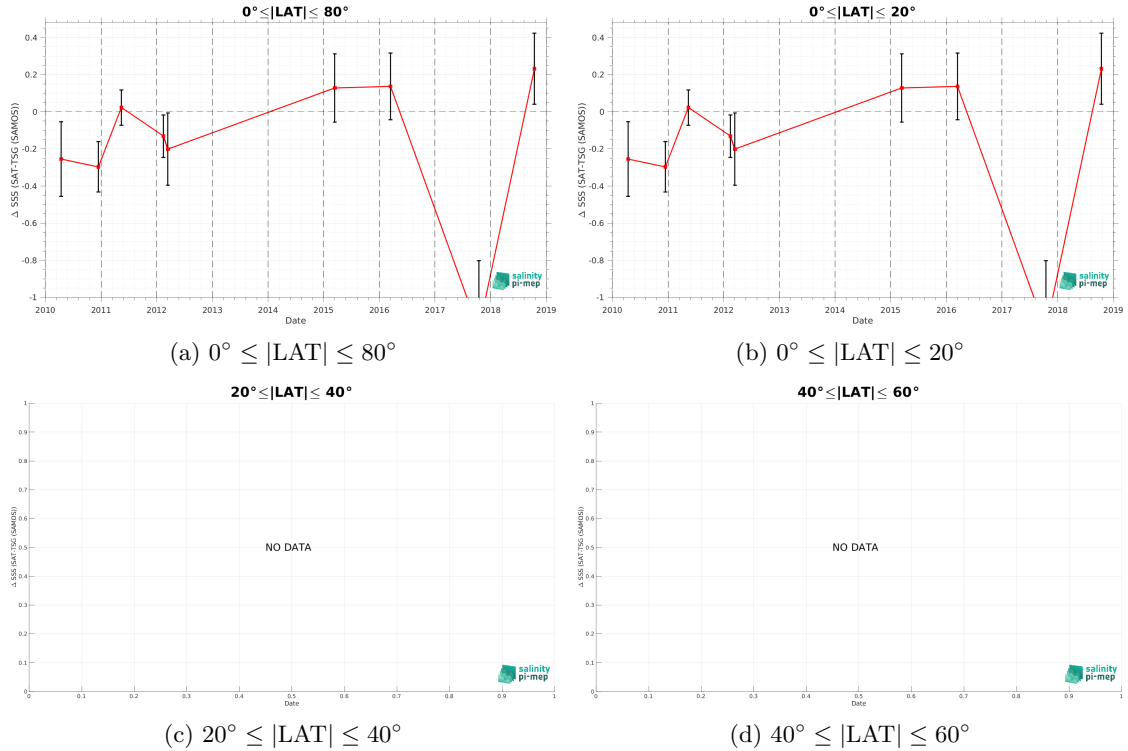 0°≤|LAT|≤ 80°
Δ SSS (SAT-TSG (SAMOS))
0.4
0.2
0
-0.2
-0.4
-0.6
-0.8
-1
2010 2011 2012 2013 2014 2015 2016 2017 2018 2019
Date
salinity
pi-mep
(a) 0° ≤ |LAT| ≤ 80°
0°≤|LAT|≤ 20°
Δ SSS (SAT-TSG (SAMOS))
0.4
0.2
0
-0.2
-0.4
-0.6
-0.8
-1
2010 2011 2012 2013 2014 2015 2016 2017 2018 2019
Date
salinity
pi-mep
(b) 0° ≤ |LAT| ≤ 20°
20°≤|LAT|≤ 40°
Δ SSS (SAT-TSG (SAMOS))
1
0.9
0.8
0.7
0.6
0.5
0.4
0.3
0.2
0.1
0
NO DATA
0 0.1 0.2 0.3 0.4 0.5 0.6 0.7 0.8 0.9 1
Date
salinity
pi-mep
(c) 20° ≤ |LAT| ≤ 40°
40°≤|LAT|≤ 60°
Δ SSS (SAT-TSG (SAMOS))
1
0.9
0.8
0.7
0.6
0.5
0.4
0.3
0.2
0.1
0
NO DATA
0 0.1 0.2 0.3 0.4 0.5 0.6 0.7 0.8 0.9 1
Date
salinity
pi-mep
(d) 40° ≤ |LAT| ≤ 60°